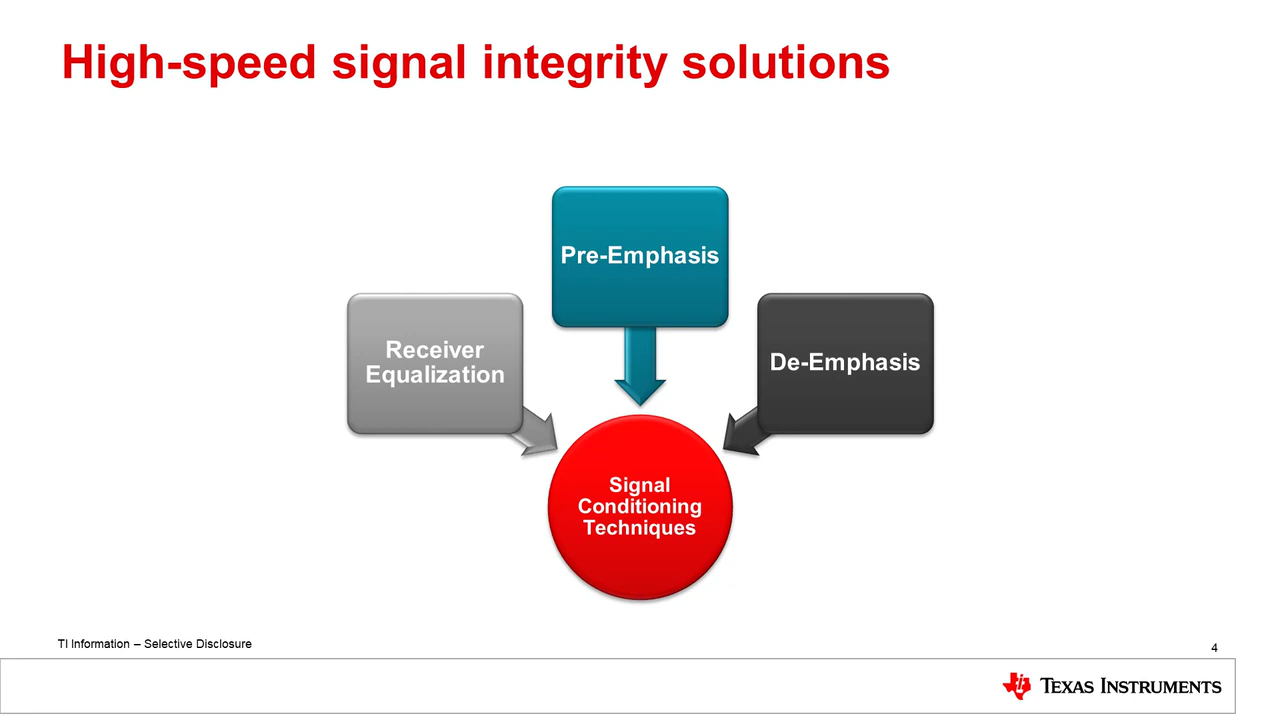 High-speed signal integrity solutions
Pre-Emphasis
Receiver
Equalization
De-Emphasis
Signal
Conditioning
Techniques
TI Information – Selective Disclosure
4
TEXAS INSTRUMENTS